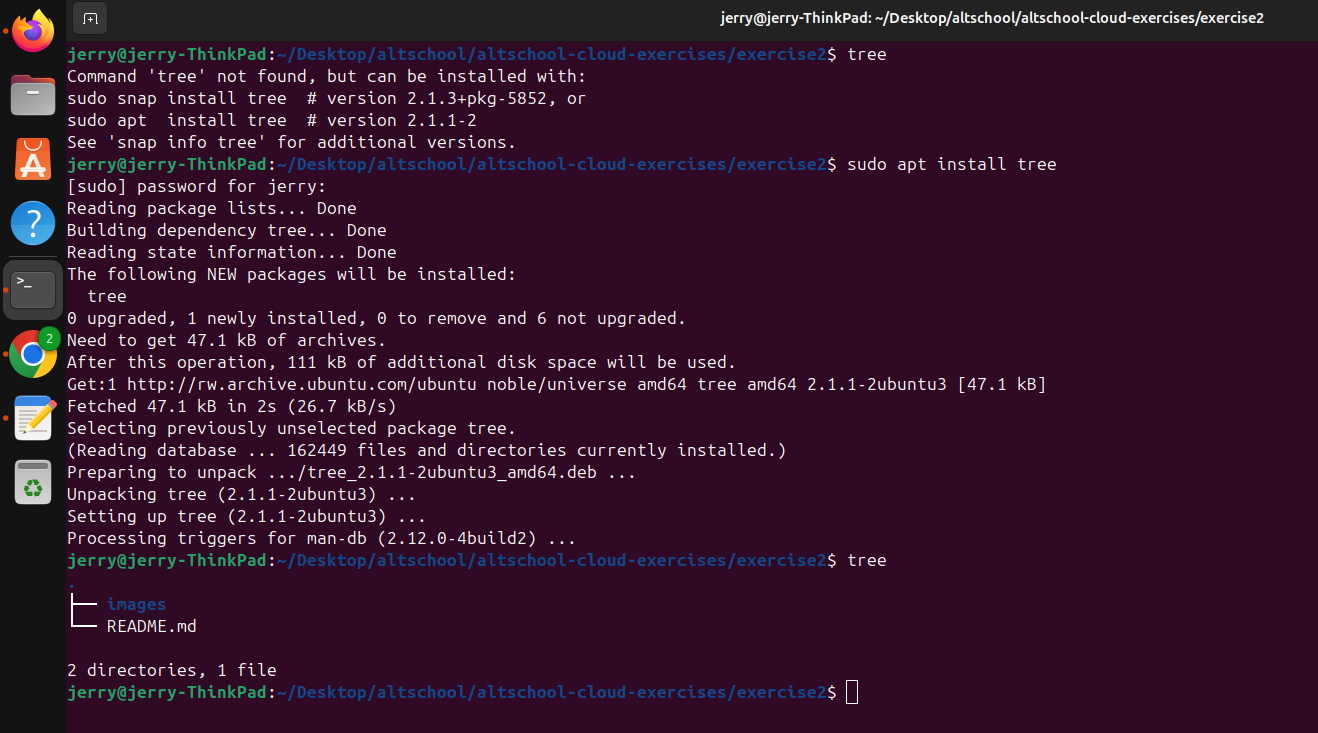 jerry@jerry-ThinkPad: ~/Desktop/altschool/altschool-cloud-exercises/exercise2
jerry@jerry-ThinkPad:~/Desktop/altschool/altschool-cloud-exercises/exercise2$ tree
Command 'tree' not found, but can be installed with:
sudo snap install tree  # version 2.1.3+pkg-5852, or
sudo apt  install tree  # version 2.1.1-2
See 'snap info tree' for additional versions.
jerry@jerry-ThinkPad:~/Desktop/altschool/altschool-cloud-exercises/exercise2$ sudo apt install tree
[sudo] password for jerry:
Reading package lists... Done
Building dependency tree... Done
Reading state information... Done
The following NEW packages will be installed:
  tree
0 upgraded, 1 newly installed, 0 to remove and 6 not upgraded.
Need to get 47.1 kB of archives.
After this operation, 111 kB of additional disk space will be used.
Get:1 http://rw.archive.ubuntu.com/ubuntu noble/universe amd64 tree amd64 2.1.1-2ubuntu3 [47.1 kB]
Fetched 47.1 kB in 2s (26.7 kB/s)
Selecting previously unselected package tree.
(Reading database ... 162449 files and directories currently installed.)
Preparing to unpack .../tree_2.1.1-2ubuntu3_amd64.deb ...
Unpacking tree (2.1.1-2ubuntu3) ...
Setting up tree (2.1.1-2ubuntu3) ...
Processing triggers for man-db (2.12.0-4build2) ...
jerry@jerry-ThinkPad:~/Desktop/altschool/altschool-cloud-exercises/exercise2$ tree
.
├── images
└── README.md
2 directories, 1 file
jerry@jerry-ThinkPad:~/Desktop/altschool/altschool-cloud-exercises/exercise2$
?
>_
2